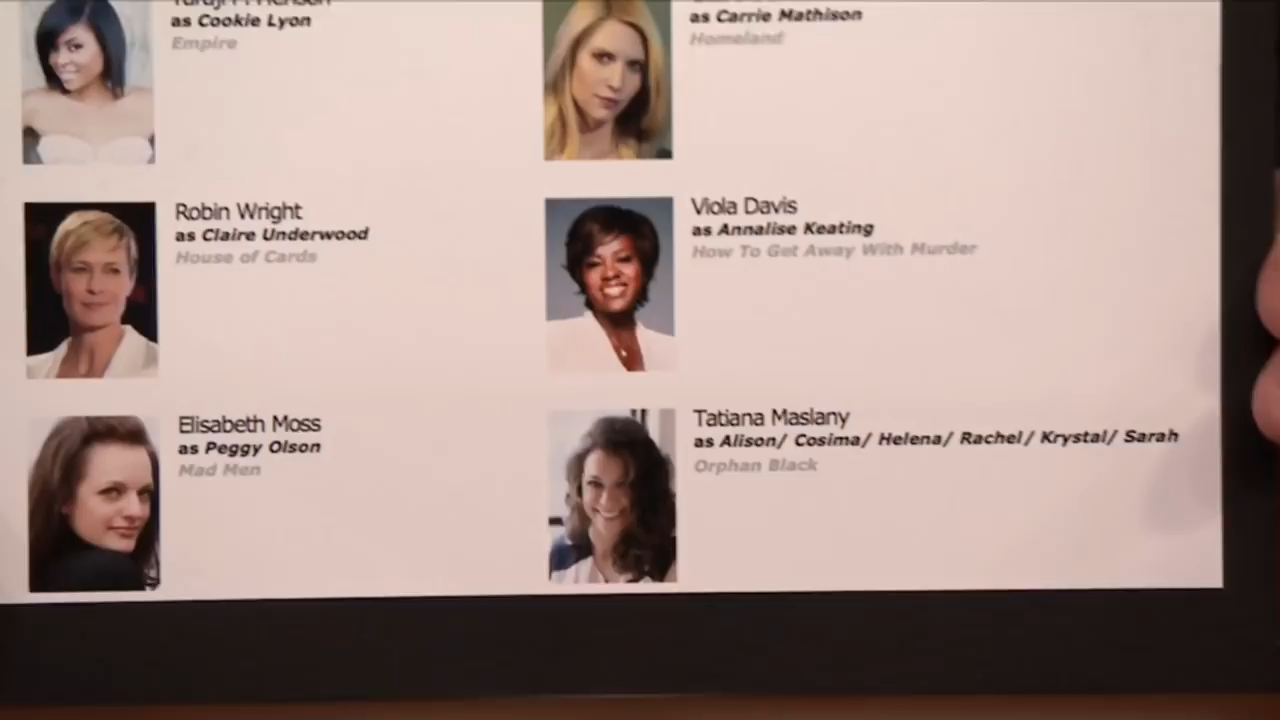 as Cookie Lyon
Empire
as Carrie Mathison
Homeland
Robin Wright
as Claire Underwood
House of Cards
Viola Davis
as Annalise Keating
How To Get Away With Murder
Elisabeth Moss
as Peggy Olson
Mad Men
Tatiana Maslany
as Alison/ Cosima/ Helena/ Rachel/ Krystal/ Sarah
Orphan Black